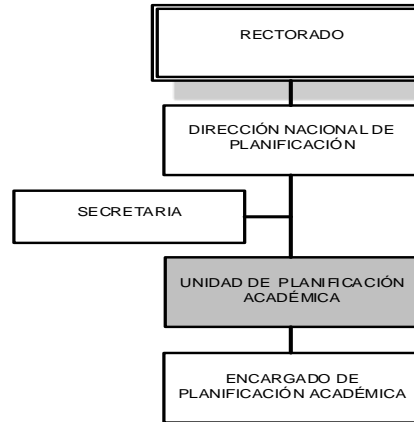 RECTORADO
DIRECCIÓN NACIONAL DE
PLANIFICACIÓN
SECRETARIA
UNIDAD DE PLANIFICACIÓN
ACADÉMICA
ENCARGADO DE
PLANIFICACIÓN ACADÉMICA